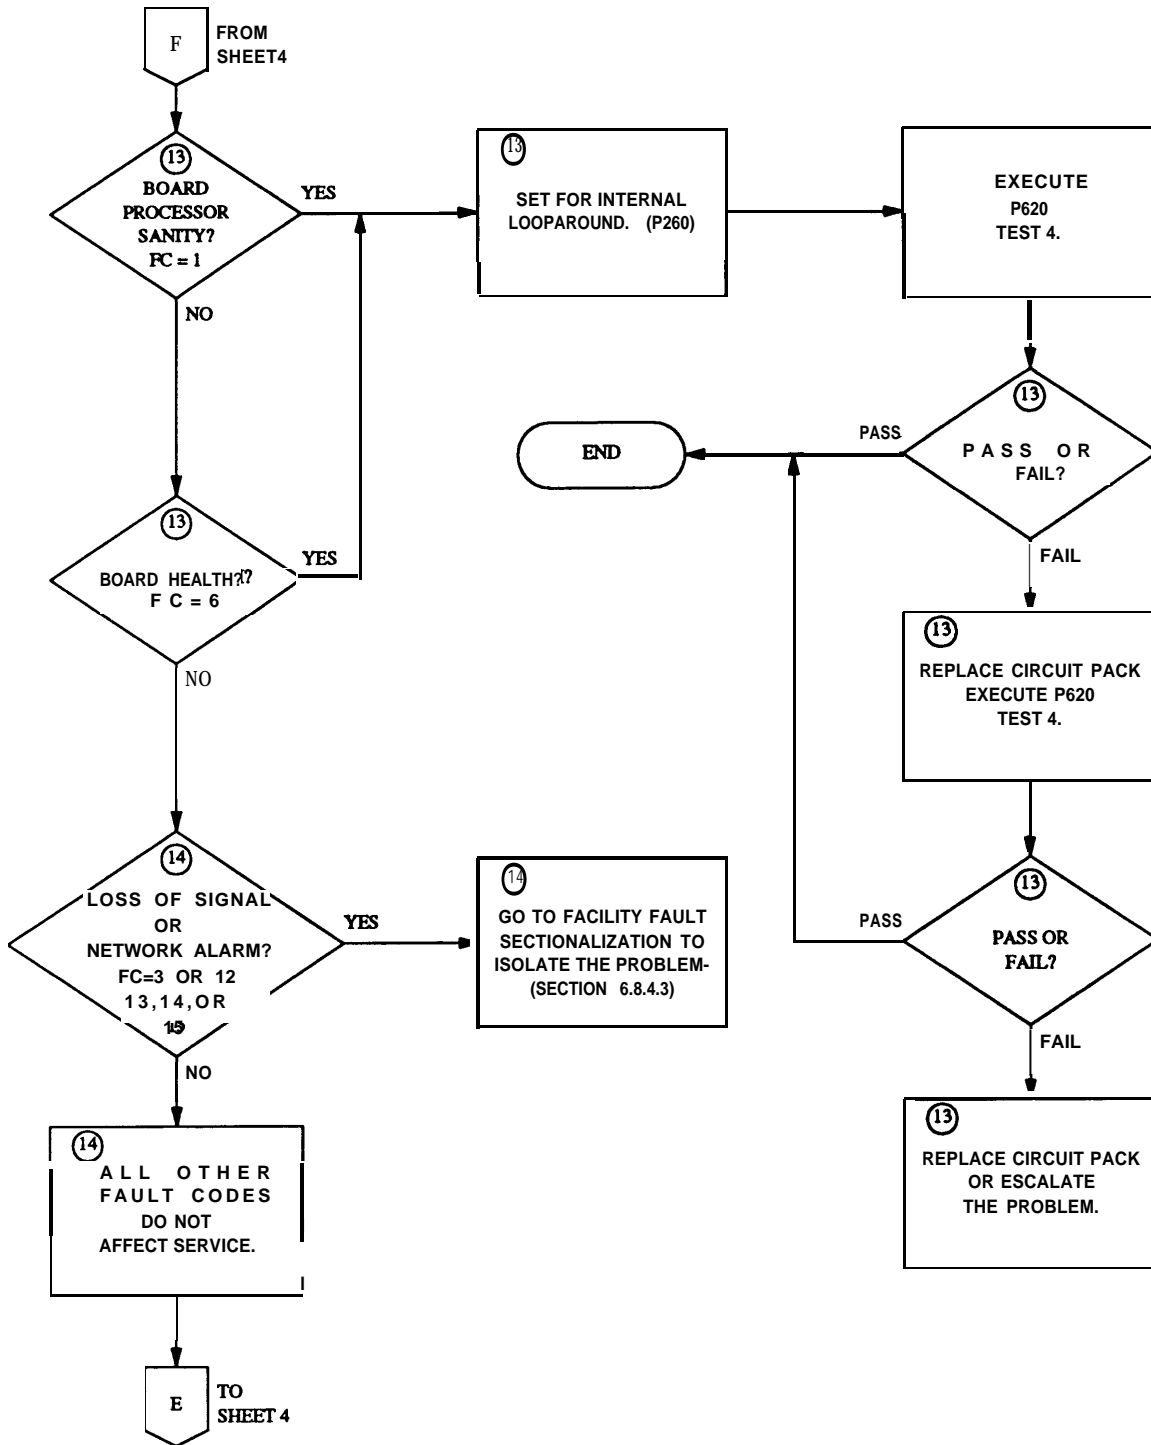 F
FROM
SHEET4
13
BOARD
PROCESSOR
SANITY?
FC = 1
YES
NO
13
SET FOR INTERNAL
LOOPAROUND. (P260)
EXECUTE
P620
TEST 4.
13
PASS OR
FAIL?
PASS
FAIL
END
13
BOARD HEALTH?
FC = 6
YES
NO
13
REPLACE CIRCUIT PACK
EXECUTE P620
TEST 4.
14
LOSS OF SIGNAL
OR
NETWORK ALARM?
FC=3 OR 12
13,14,OR
15
YES
NO
14
GO TO FACILITY FAULT
SECTIONALIZATION TO
ISOLATE THE PROBLEM-
(SECTION 6.8.4.3)
13
PASS OR
FAIL?
PASS
FAIL
14
ALL OTHER
FAULT CODES
DO NOT
AFFECT SERVICE.
13
REPLACE CIRCUIT PACK
OR ESCALATE
THE PROBLEM.
E
TO
SHEET 4